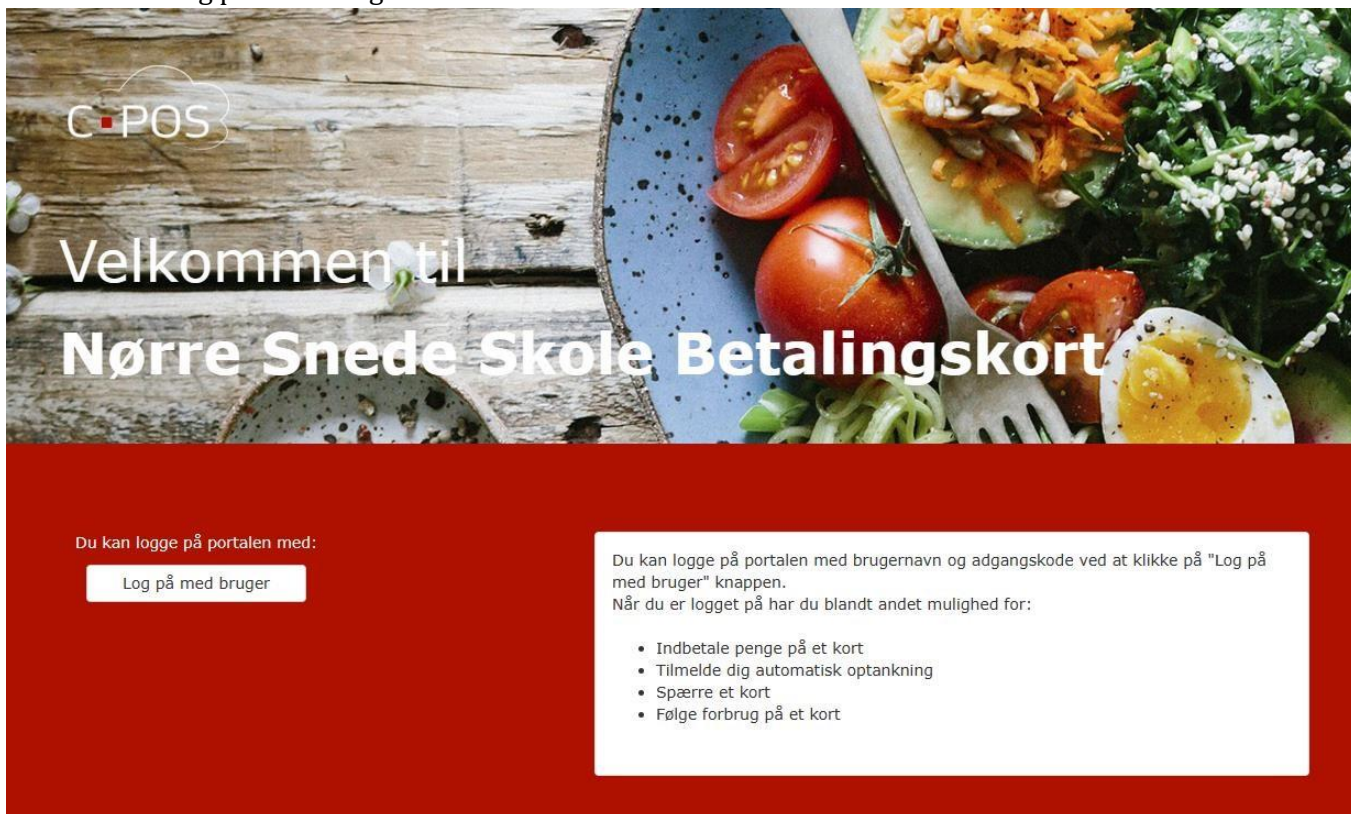 C POS
Velkommen til
Nørre Snede Skole Betalingskort
Du kan logge på portalen med:
Log på med bruger
Du kan logge på portalen med brugernavn og adgangskode ved at klikke på "Log på
med bruger" knappen.
Når du er logget på har du blandt andet mulighed for:
• Indbetale penge på et kort
• Tilmelde dig automatisk optankning
• Spærre et kort
• Følge forbrug på et kort